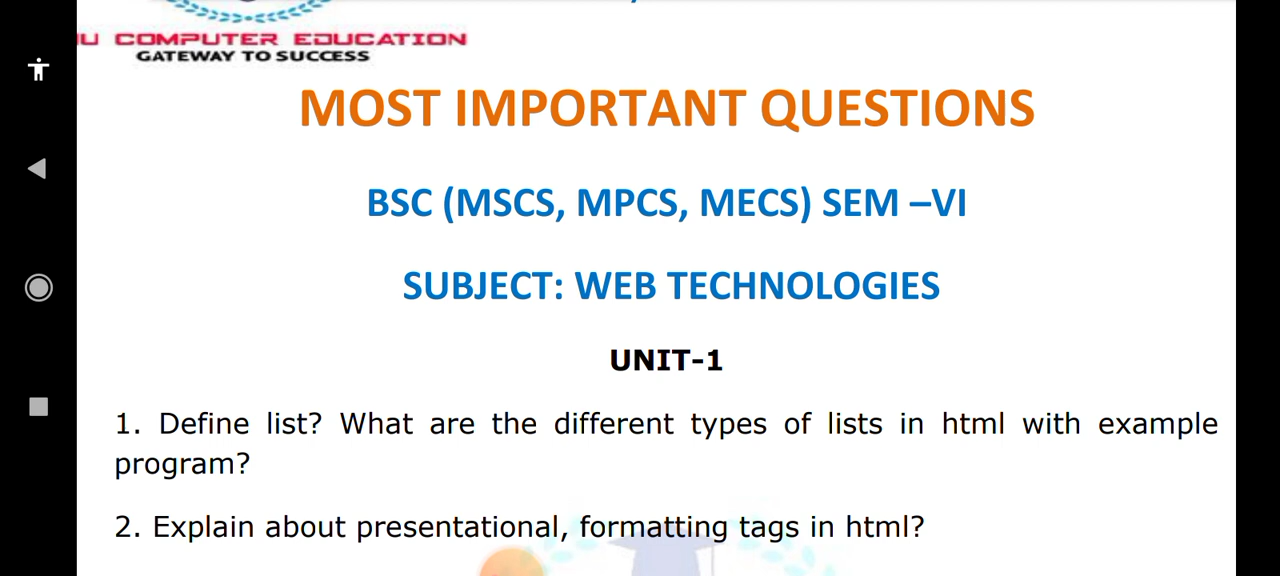 U COMPUTER EDUCATION
GATEWAY TO SUCCESS
MOST IMPORTANT QUESTIONS
BSC (MSCS, MPCS, MECS) SEM –VI
SUBJECT: WEB TECHNOLOGIES
UNIT-1
1. Define list? What are the different types of lists in html with example
program?
2. Explain about presentational, formatting tags in html?